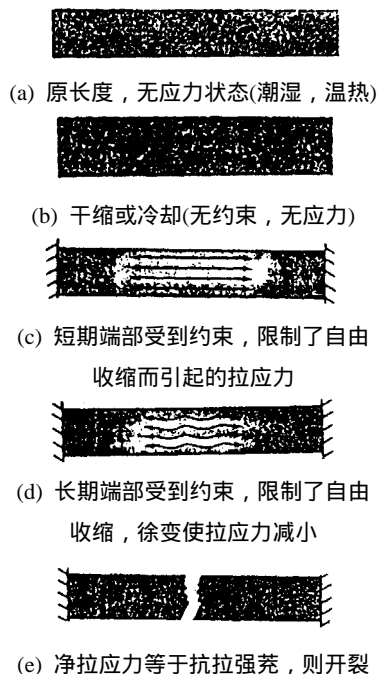 (a) 原长度，无应力状态(潮湿，温热)
(b) 干缩或冷却(无约束，无应力)
(c) 短期端部受到约束，限制了自由
收缩而引起的拉应力
(d) 长期端部受到约束，限制了自由
收缩，徐变使拉应力减小
(e) 净拉应力等于抗拉强茺，则开裂